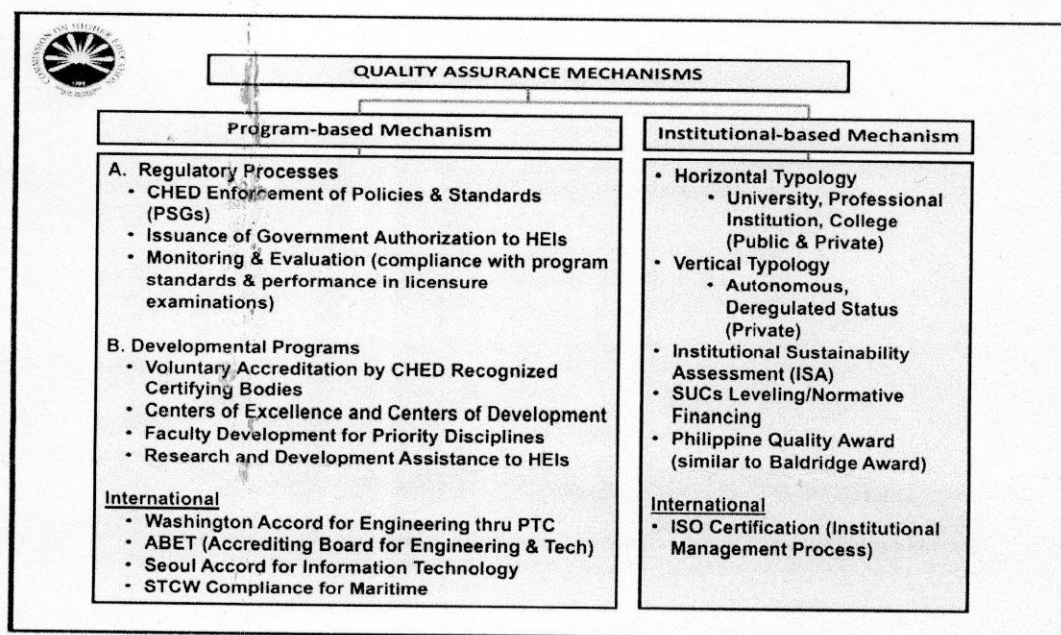 COMMISSION ON HIGHER EDUCATION
QUALITY ASSURANCE MECHANISMS
Program-based Mechanism
A. Regulatory Processes
• CHED Enforcement of Policies & Standards
(PSGs)
• Issuance of Government Authorization to HEIs
• Monitoring & Evaluation (compliance with program
standards & performance in licensure
examinations)
B. Developmental Programs
• Voluntary Accreditation by CHED Recognized
Certifying Bodies
• Centers of Excellence and Centers of Development
• Faculty Development for Priority Disciplines
• Research and Development Assistance to HEIs
International
• Washington Accord for Engineering thru PTC
• ABET (Accrediting Board for Engineering & Tech)
• Seoul Accord for Information Technology
• STCW Compliance for Maritime
Institutional-based Mechanism
• Horizontal Typology
• University, Professional
Institution, College
(Public & Private)
• Vertical Typology
• Autonomous,
Deregulated Status
(Private)
• Institutional Sustainability
Assessment (ISA)
• SUCs Leveling/Normative
Financing
• Philippine Quality Award
(similar to Baldridge Award)
International
• ISO Certification (Institutional
Management Process)